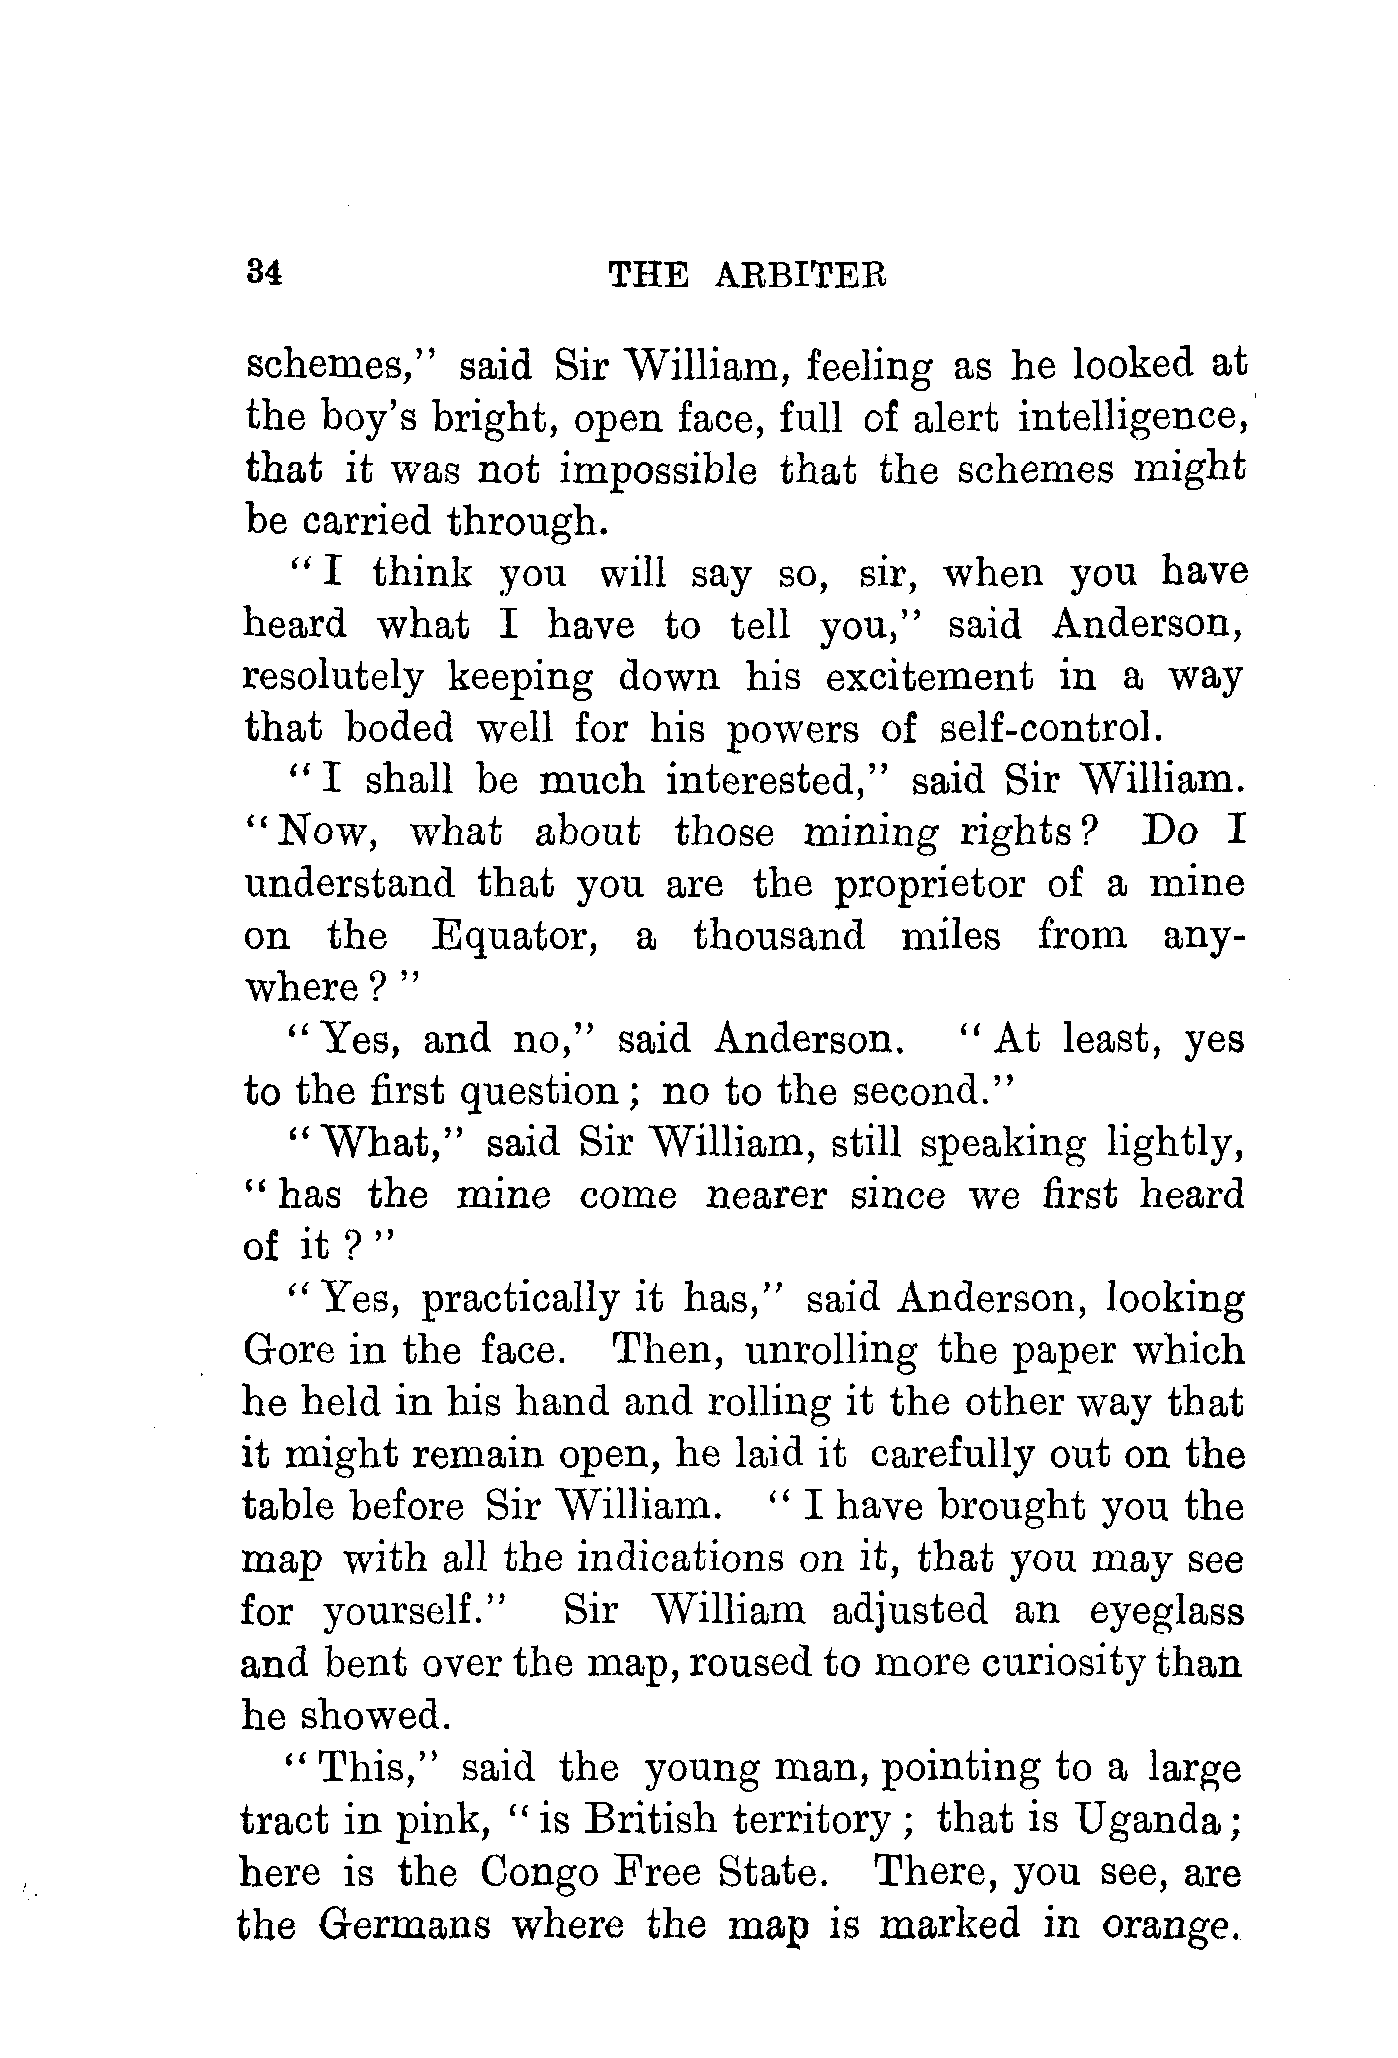 34 THE ARBITER
schemes,” said Sir William, feeling as he looked at
the boy’s bright, open face, full of alert intelligence,
that it was not impossible that the schemes might
be carried through.
“ I think you will say so, sir, when you have
heard what I have to tell you,” said Anderson,
resolutely keeping down his excitement in a way
that boded well for his powers of self-control.
“ I shall be much interested,” said Sir William.
“ Now, what about those mining rights? Do I
understand that you are the proprietor of a mine
on the Equator, a thousand miles from any-
where ? ”
“ Yes, and no,” said Anderson. “ At least, yes
to the first question ; no to the second.”
“ What,” said Sir William, still speaking lightly,
“ has the mine come nearer since we first heard
of it ? ”
“ Yes, practically it has,” said Anderson, looking
Gore in the face. Then, unrolling the paper which
he held in his hand and rolling it the other way that
it might remain open, he laid it carefully out on the
table before Sir William. “ I have brought you the
map with all the indications on it, that you may see
for yourself.” Sir William adjusted an eyeglass
and bent over the map, roused to more curiosity than
he showed.
“ This,” said the young man, pointing to a large
tract in pink, “ is British territory ; that is Uganda ;
here is the Congo Free State. There, you see, are
the Germans where the map is marked in orange.